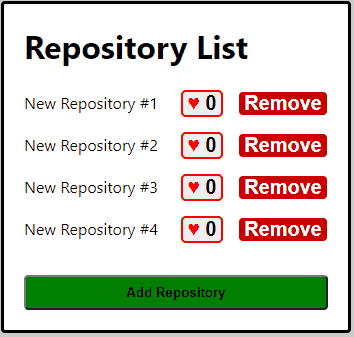 Repository List
New Repository #1 ♥ 0 Remove
New Repository #2 ♥ 0 Remove
New Repository #3 ♥ 0 Remove
New Repository #4 ♥ 0 Remove
Add Repository